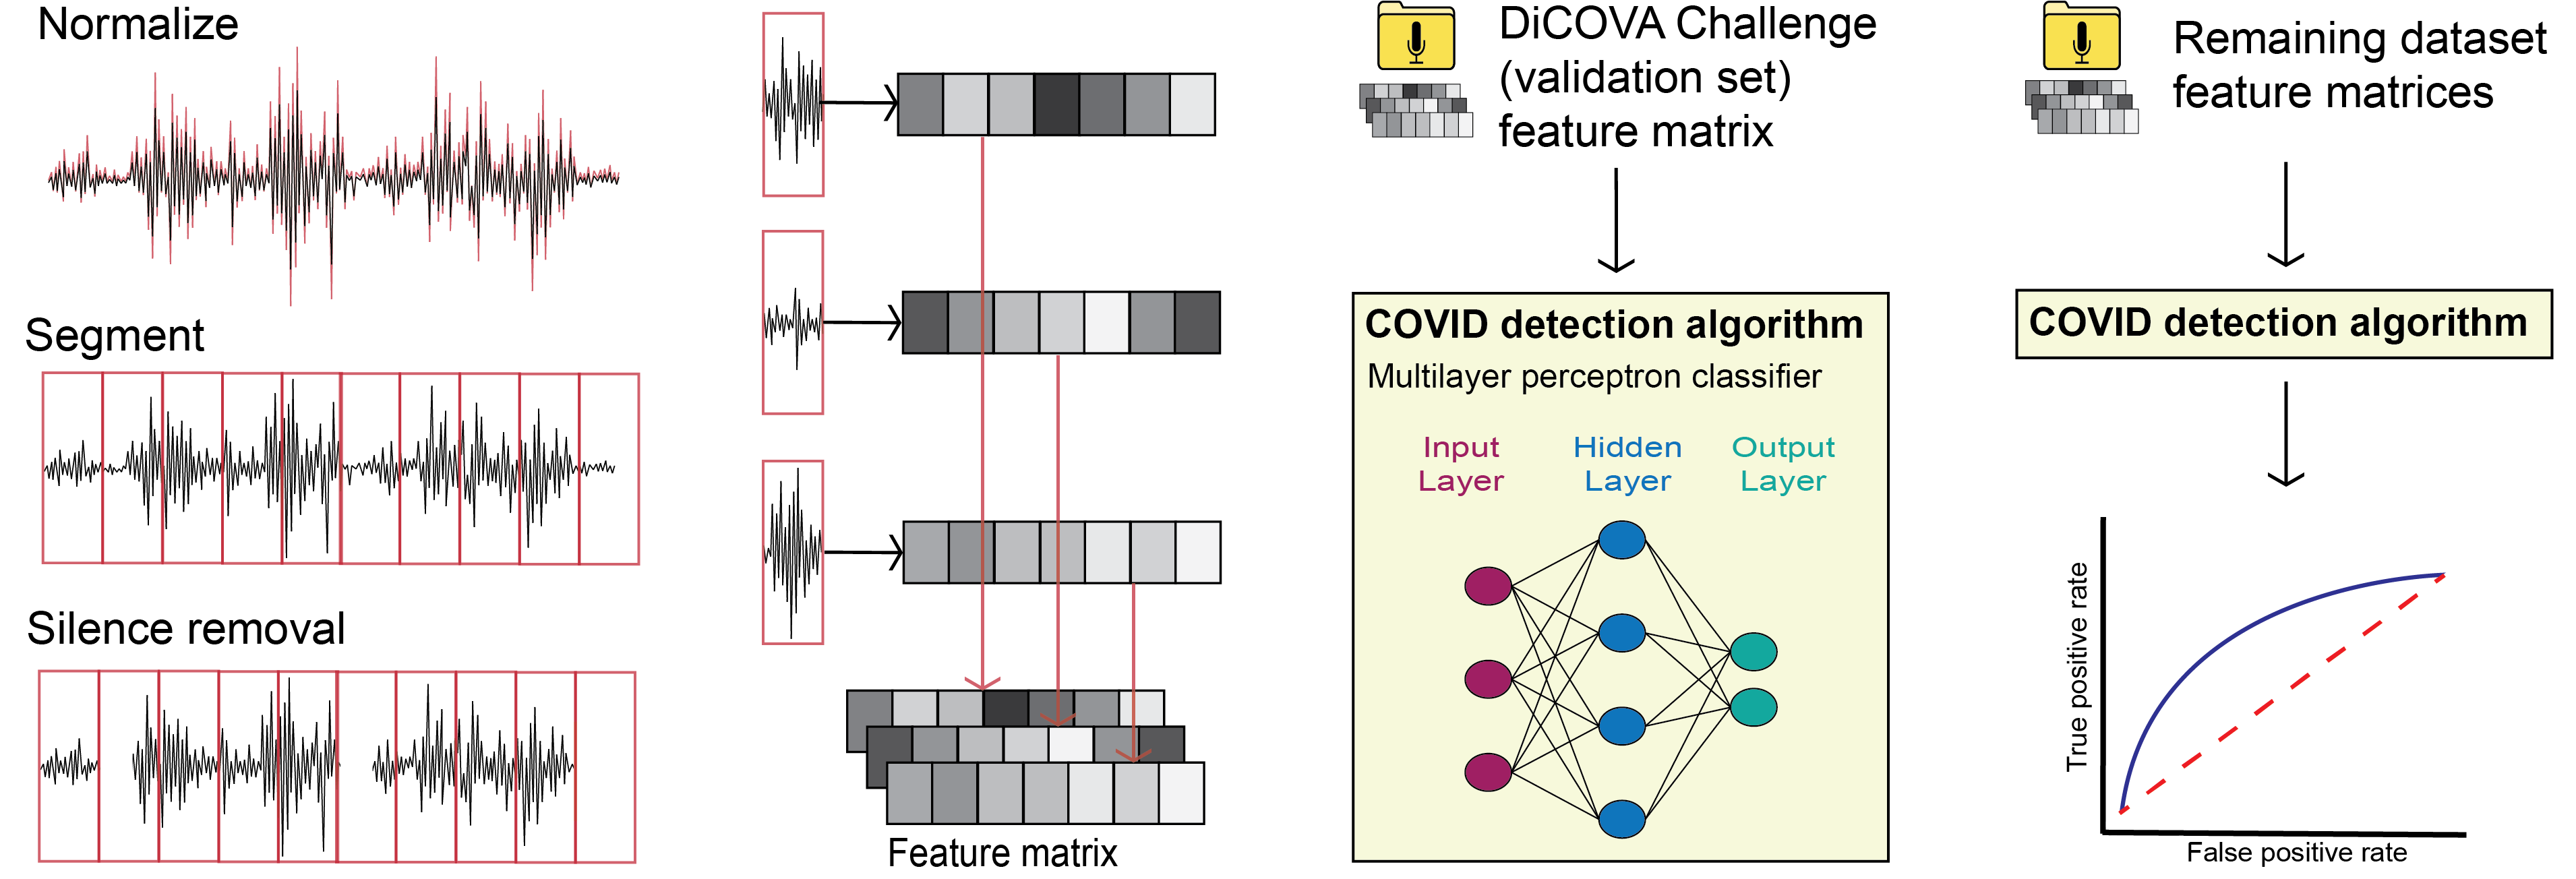 Normalize
Segment
Silence removal
Feature matrix
DiCOVA Challenge
(validation set)
feature matrix
COVID detection algorithm
Multilayer perceptron classifier
Input
Layer
Hidden
Layer
Output
Layer
Remaining dataset
feature matrices
COVID detection algorithm
True positive rate
False positive rate